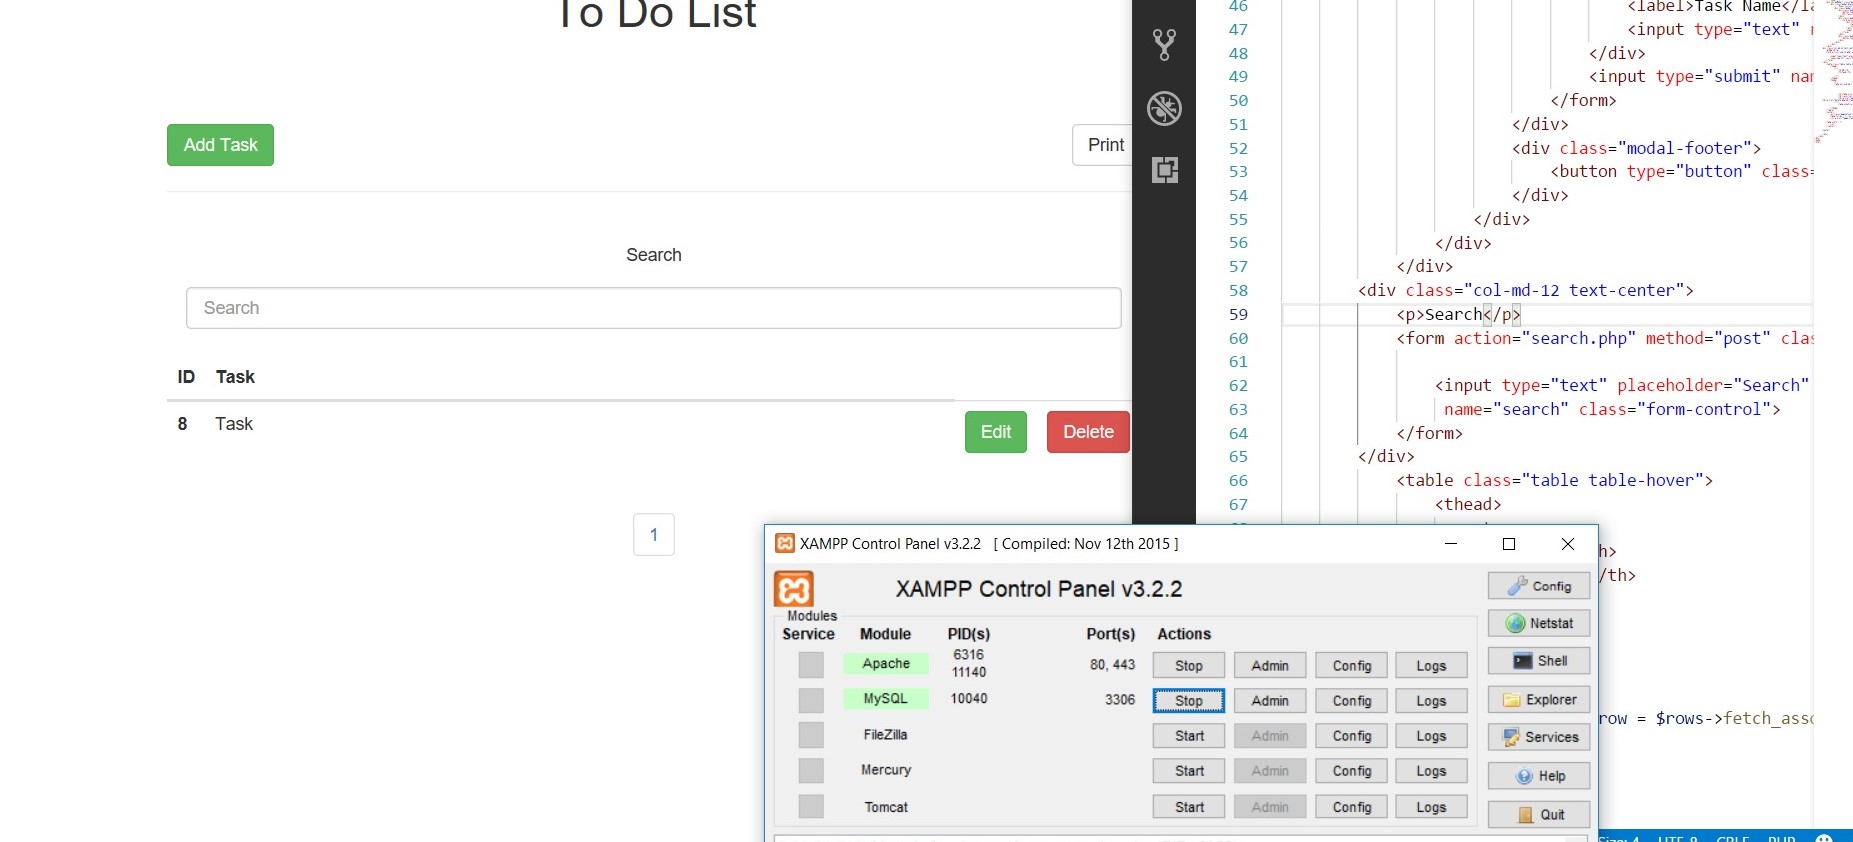 To Do List
Add Task
Print
Search
Search
ID Task
8 Task
Edit Delete
1
46 <label>Task Name</la
47 <input type="text"
48 </div>
49 <input type="submit" nam
50 </form>
51 </div>
52 <div class="modal-footer">
53 <button type="button" class=
54 </div>
55 </div>
56 </div>
57 </div>
58 <div class="col-md-12 text-center">
59 <p>Search</p>
60 <form action="search.php" method="post" clas
61
62 <input type="text" placeholder="Search"
63 name="search" class="form-control">
64 </form>
65 </div>
66 <table class="table table-hover">
67 <thead>
h>
/th>
row = $rows->fetch_asso
XAMPP Control Panel v3.2.2 [ Compiled: Nov 12th 2015 ]
XAMPP Control Panel v3.2.2
Modules
Service Module PID(s) Port(s) Actions
Apache 6316 11140 80, 443 Stop Admin Config Logs
MySQL 10040 3306 Stop Admin Config Logs
FileZilla Start Admin Config Logs
Mercury Start Admin Config Logs
Tomcat Start Admin Config Logs
Config
Netstat
Shell
Explorer
Services
Help
Quit
Size: 4 UTF-8 CRLF PHP